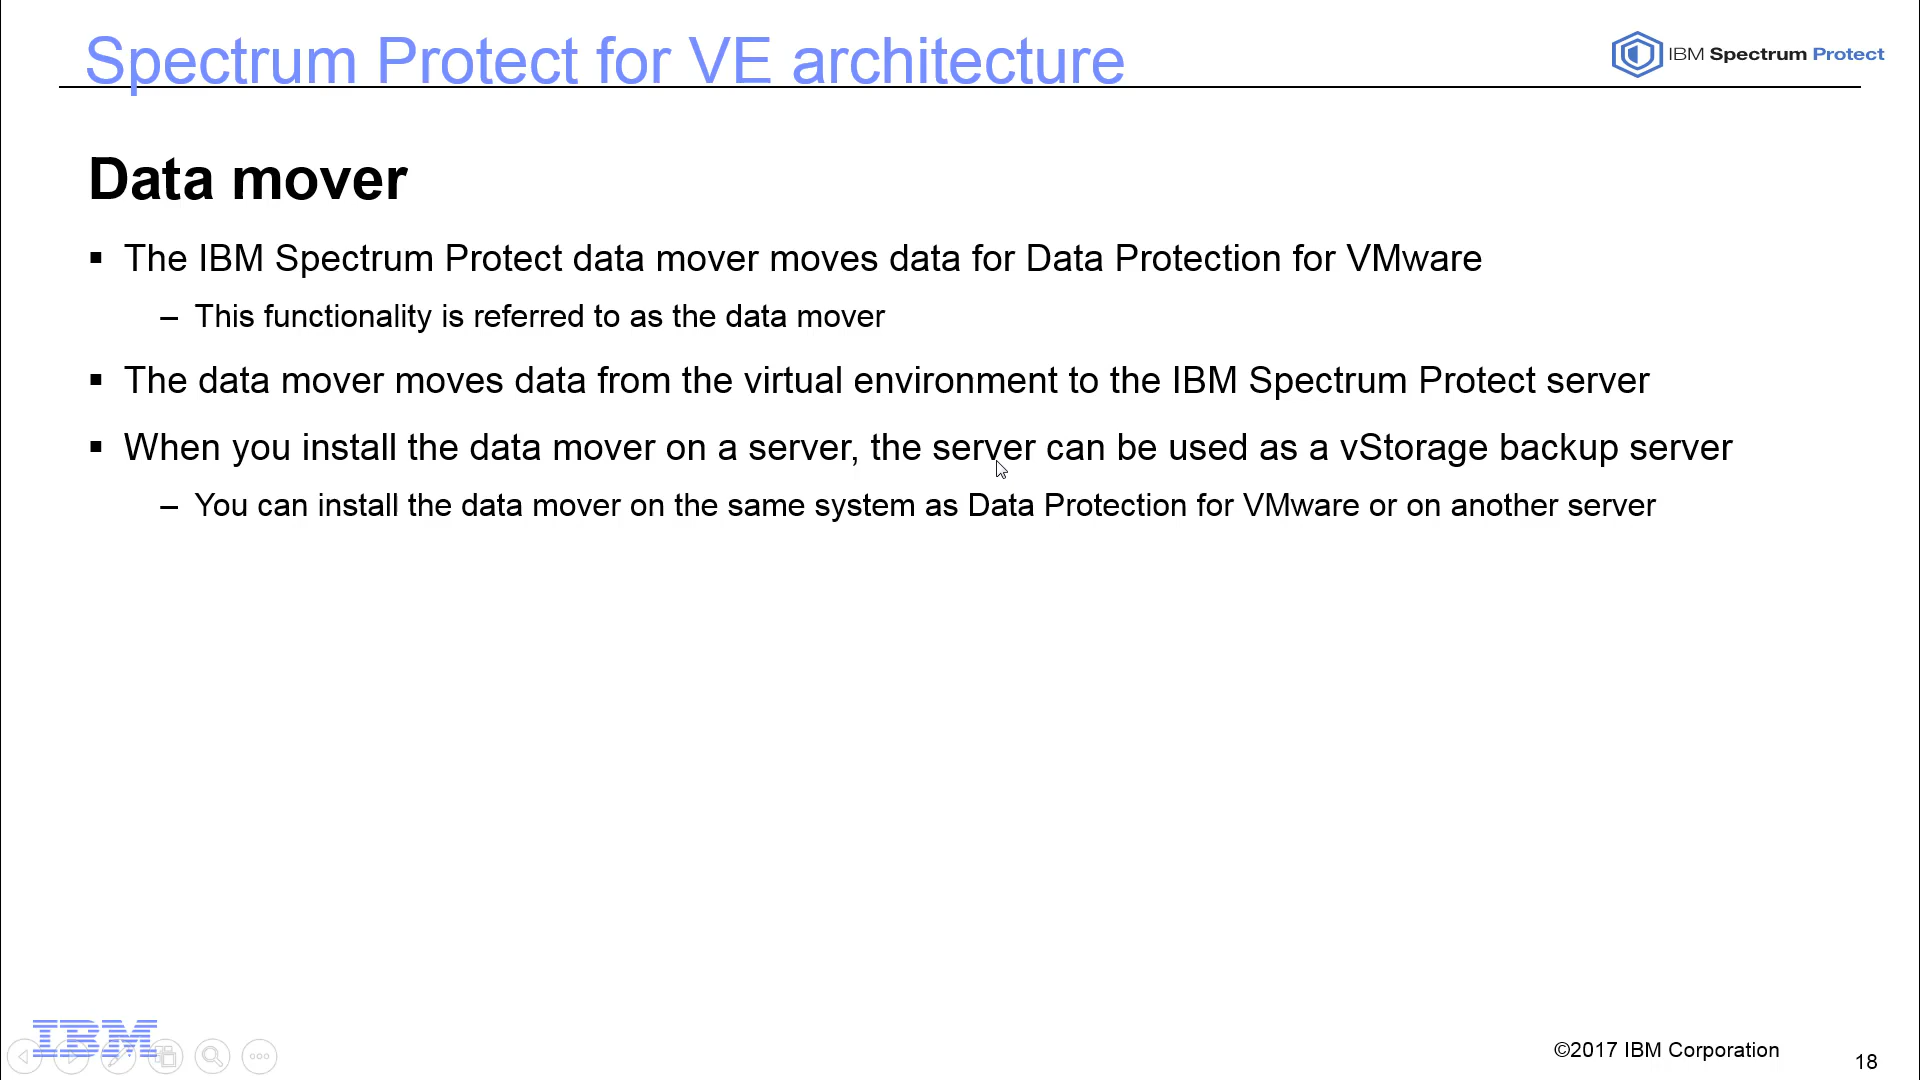 Spectrum Protect for VE architecture
IBM Spectrum Protect
Data mover
▪ The IBM Spectrum Protect data mover moves data for Data Protection for VMware
– This functionality is referred to as the data mover
▪ The data mover moves data from the virtual environment to the IBM Spectrum Protect server
▪ When you install the data mover on a server, the server can be used as a vStorage backup server
– You can install the data mover on the same system as Data Protection for VMware or on another server
IBM
©2017 IBM Corporation
18